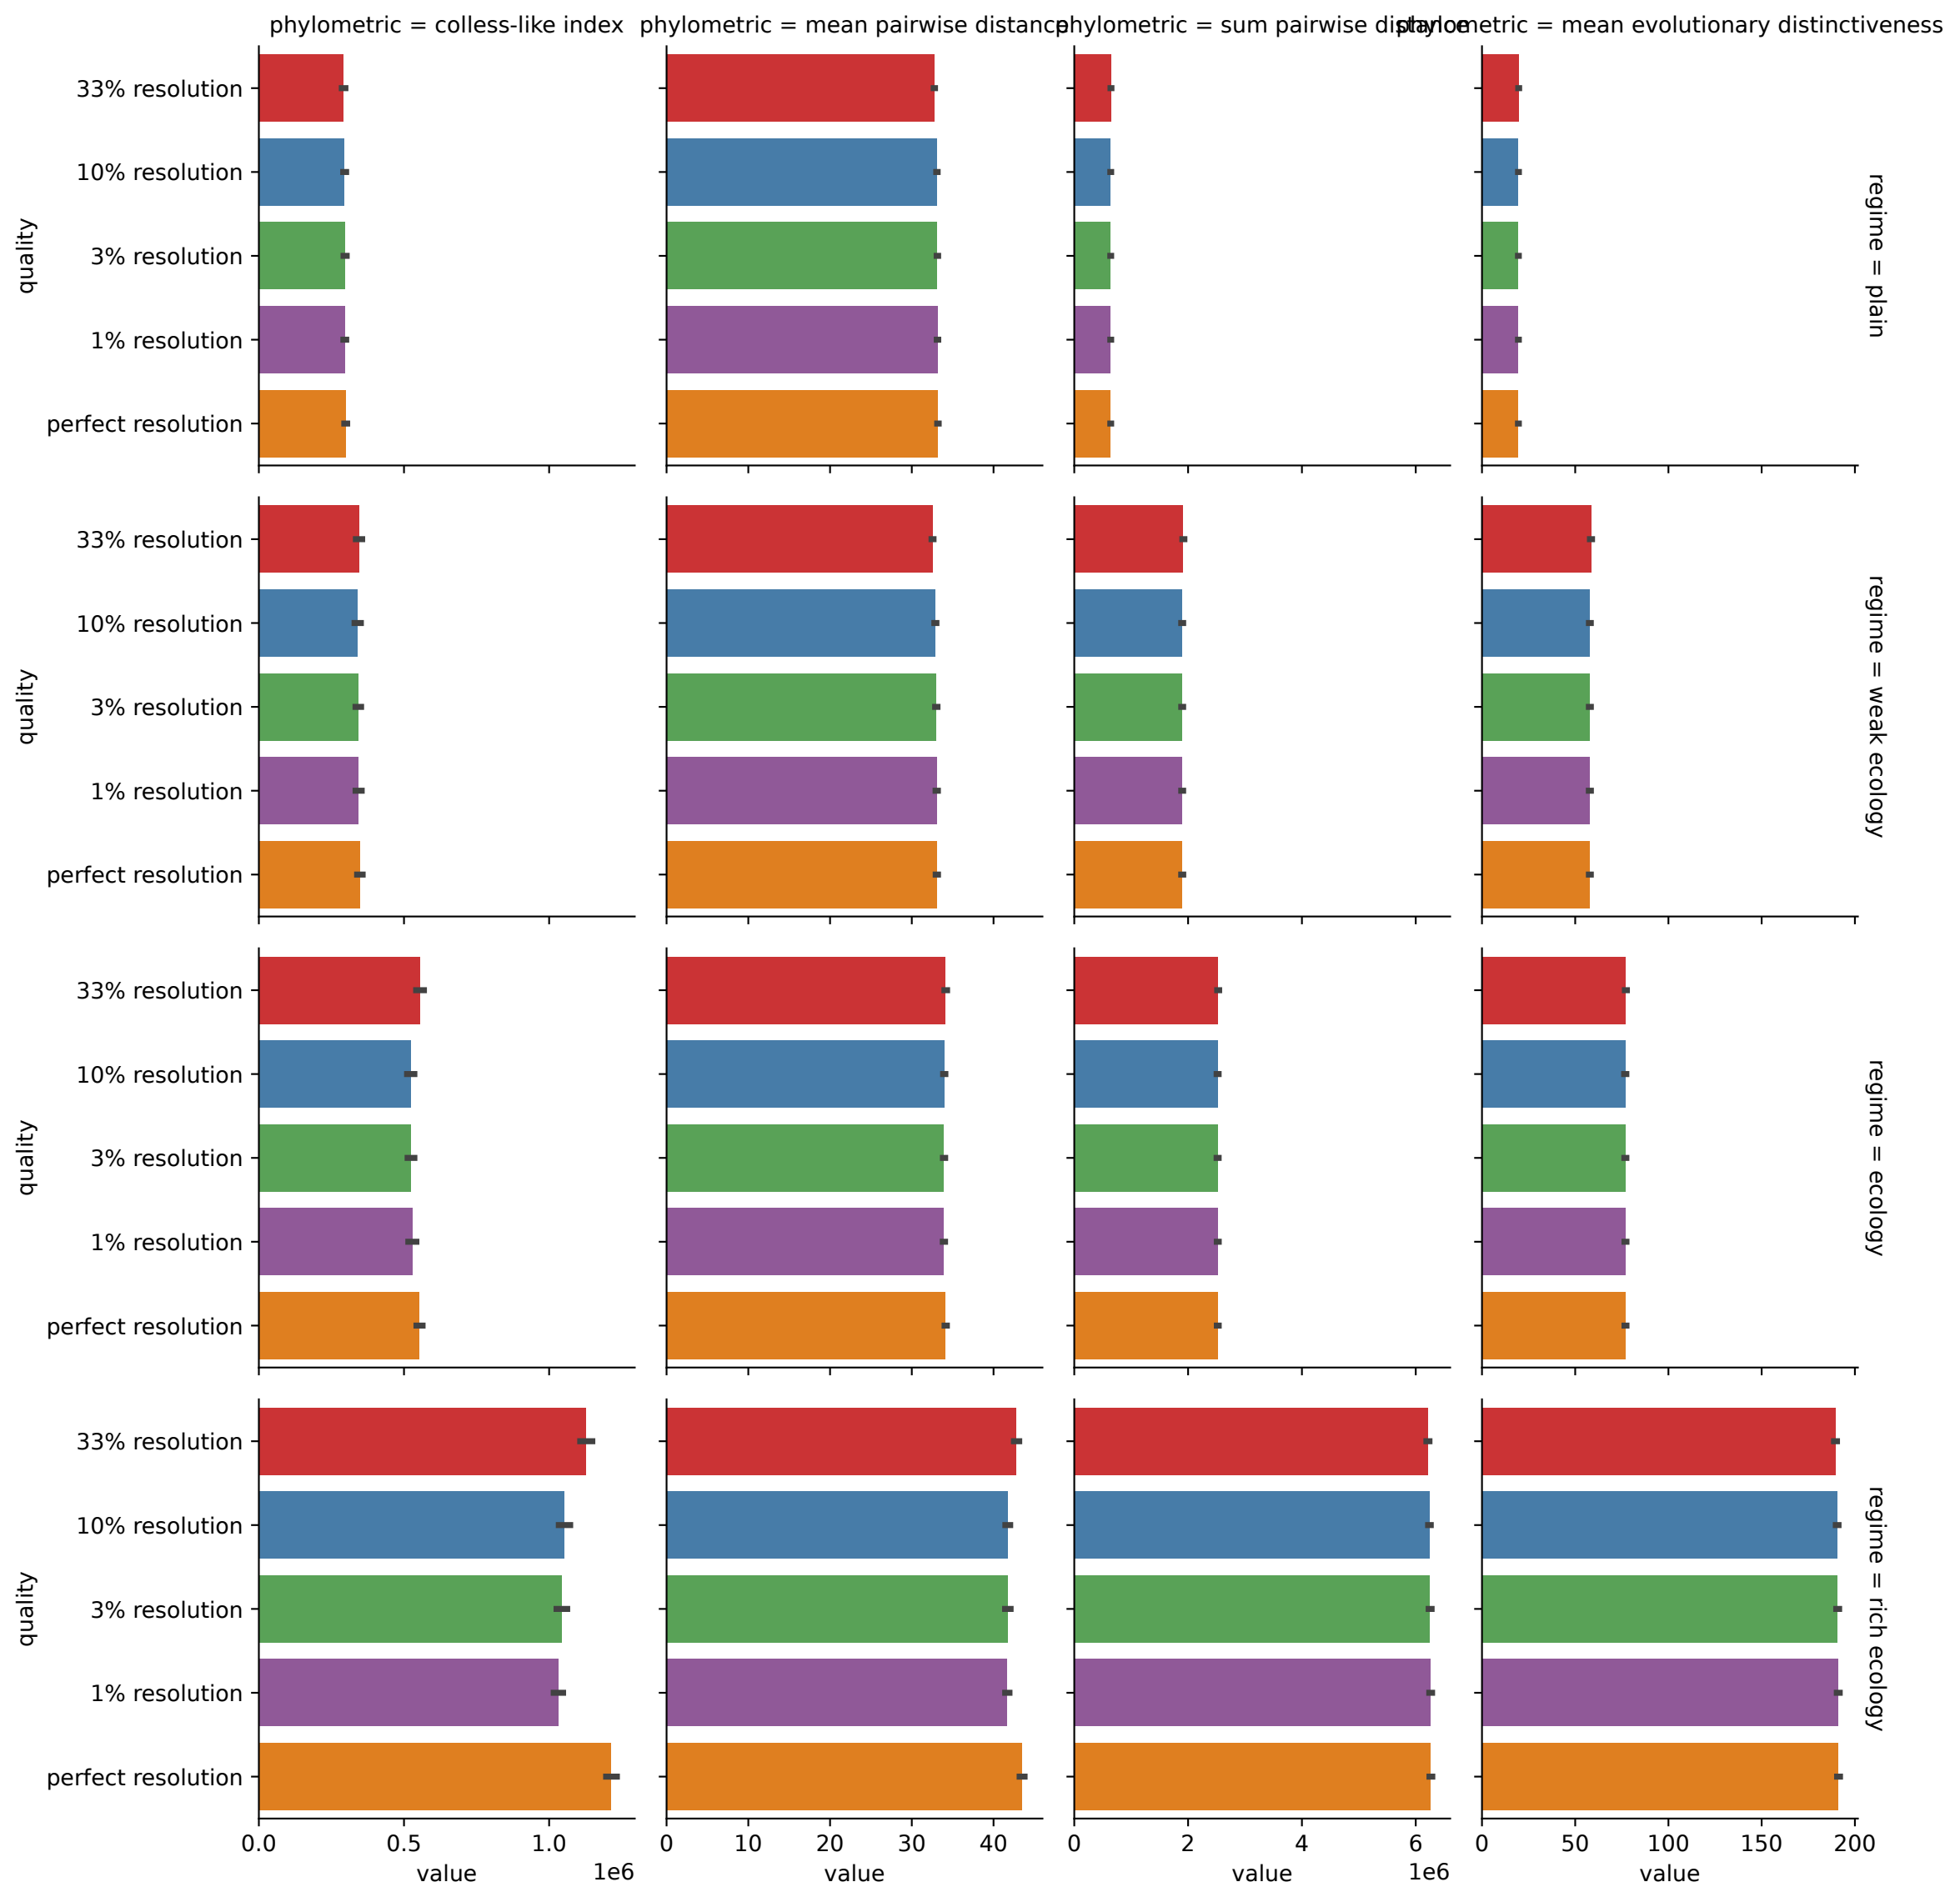 phylometric = colless-like index
phylometric = mean pairwise distance
phylometric = sum pairwise distance
phylometric = mean evolutionary distinctiveness
quality
33% resolution
10% resolution
3% resolution
1% resolution
perfect resolution
regime = plain
quality
33% resolution
10% resolution
3% resolution
1% resolution
perfect resolution
regime = weak ecology
quality
33% resolution
10% resolution
3% resolution
1% resolution
perfect resolution
regime = ecology
quality
33% resolution
10% resolution
3% resolution
1% resolution
perfect resolution
regime = rich ecology
0.0 0.5 1.0
1e6
value
0 10 20 30 40
value
0 2 4 6
1e6
value
0 50 100 150 200
value